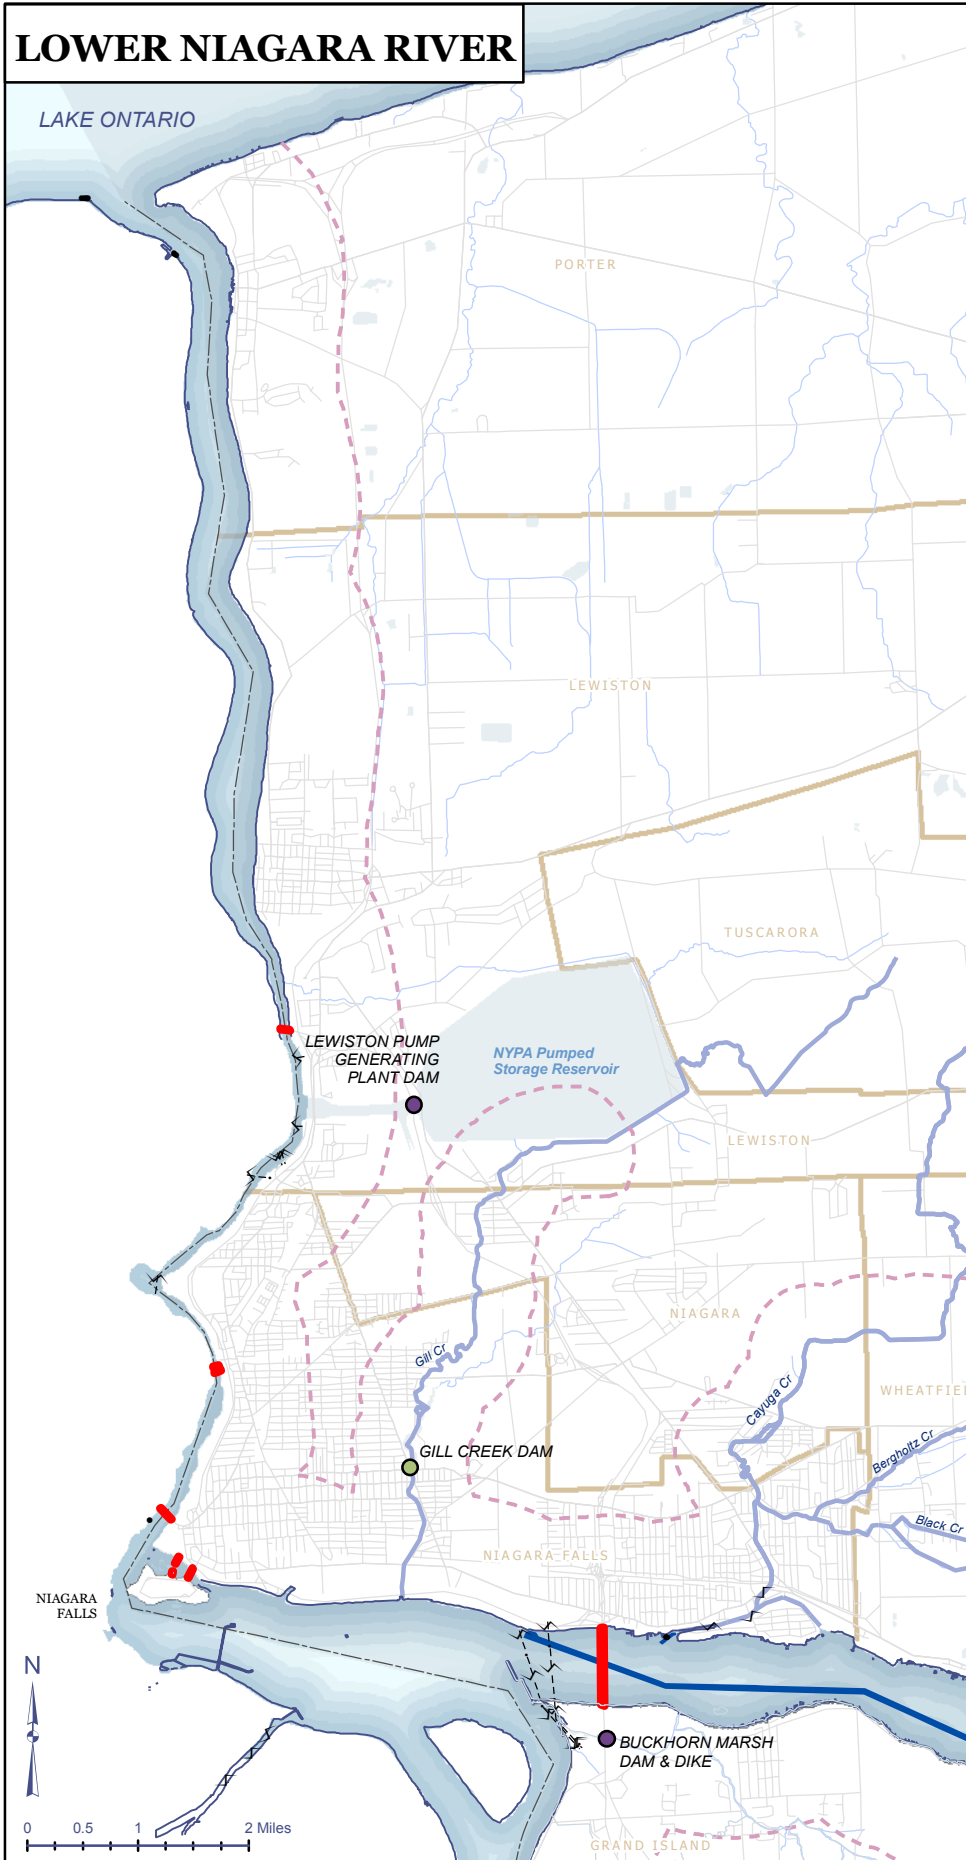 LOWER NIAGARA RIVER
LAKE ONTARIO
PORTER
LEWISTON
TUSCARORA
LEWISTON PUMP
GENERATING
PLANT DAM
NYPA Pumped
Storage Reservoir
LEWISTON
NIAGARA
Gill Cr
Cayuga Cr
WHEATFIE
Bergholtz Cr
GILL CREEK DAM
Black Cr
NIAGARA FALLS
NIAGARA
FALLS
N
BUCKHORN MARSH
DAM & DIKE
0 0.5 1 2 Miles
GRAND ISLAND